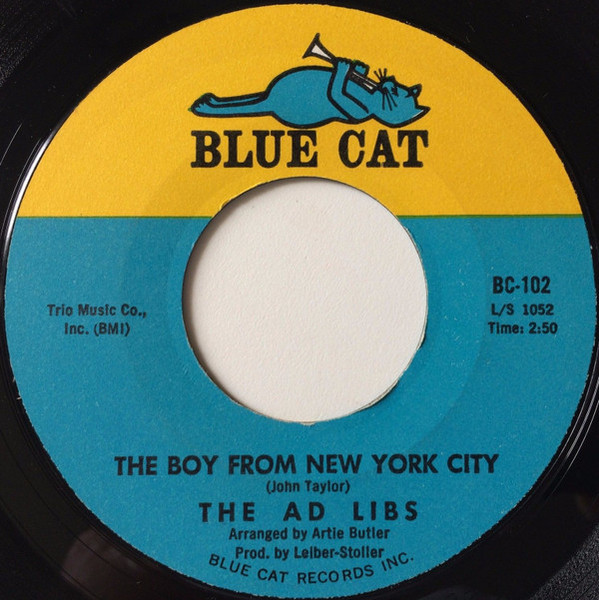 BLUE CAT
BC-102
L/S 1052
Time: 2:50
Trio Music Co.,
Inc. (BMI)
THE BOY FROM NEW YORK CITY
(John Taylor)
THE AD LIBS
Arranged by Artie Butler
Prod. by Leiber-Stoller
BLUE CAT RECORDS INC.